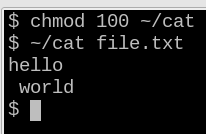 $ chmod 100 ~/cat
$ ~/cat file.txt
hello
 world
$